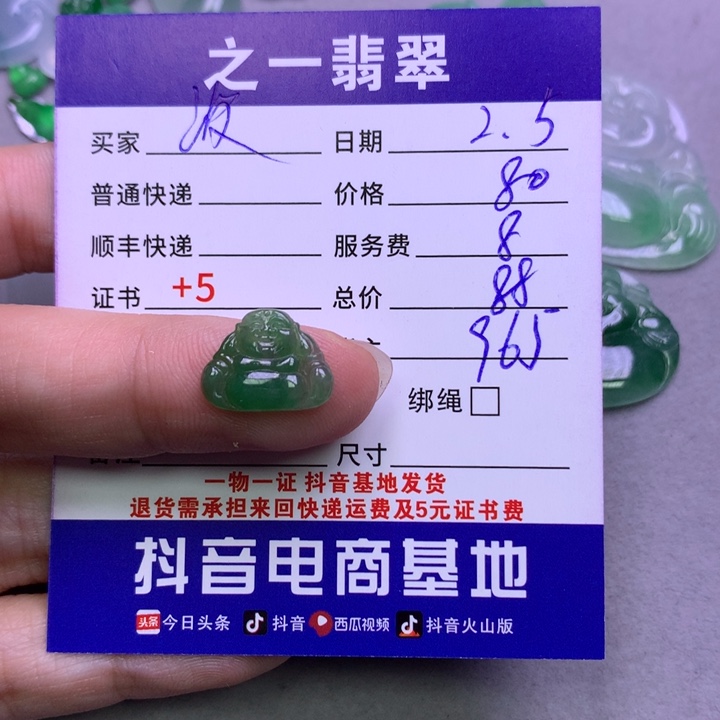 之一翡翠
买家 日期 2.5
普通快递 价格 80
顺丰快递 服务费 8
证书 +5 总价 88
965
绑绳
尺寸
一物一证 抖音基地发货
退货需承担来回快递运费及5元证书费
抖音电商基地
头条 今日头条 抖音 西瓜视频 抖音火山版